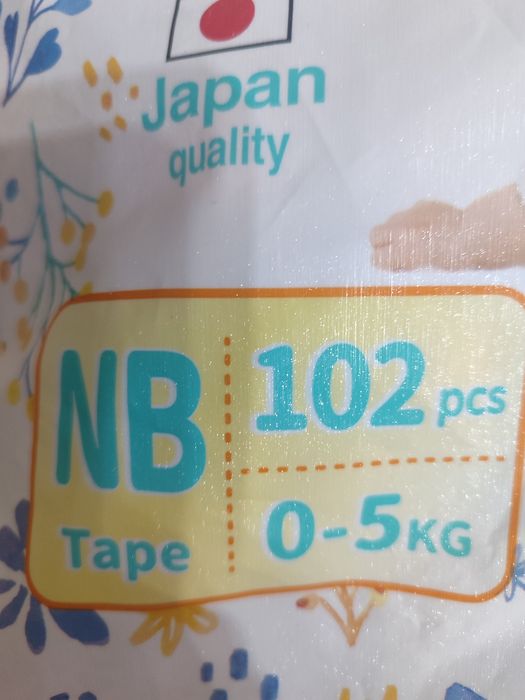 Japan
quality
NB
Tape
102 pcs
0-5KG